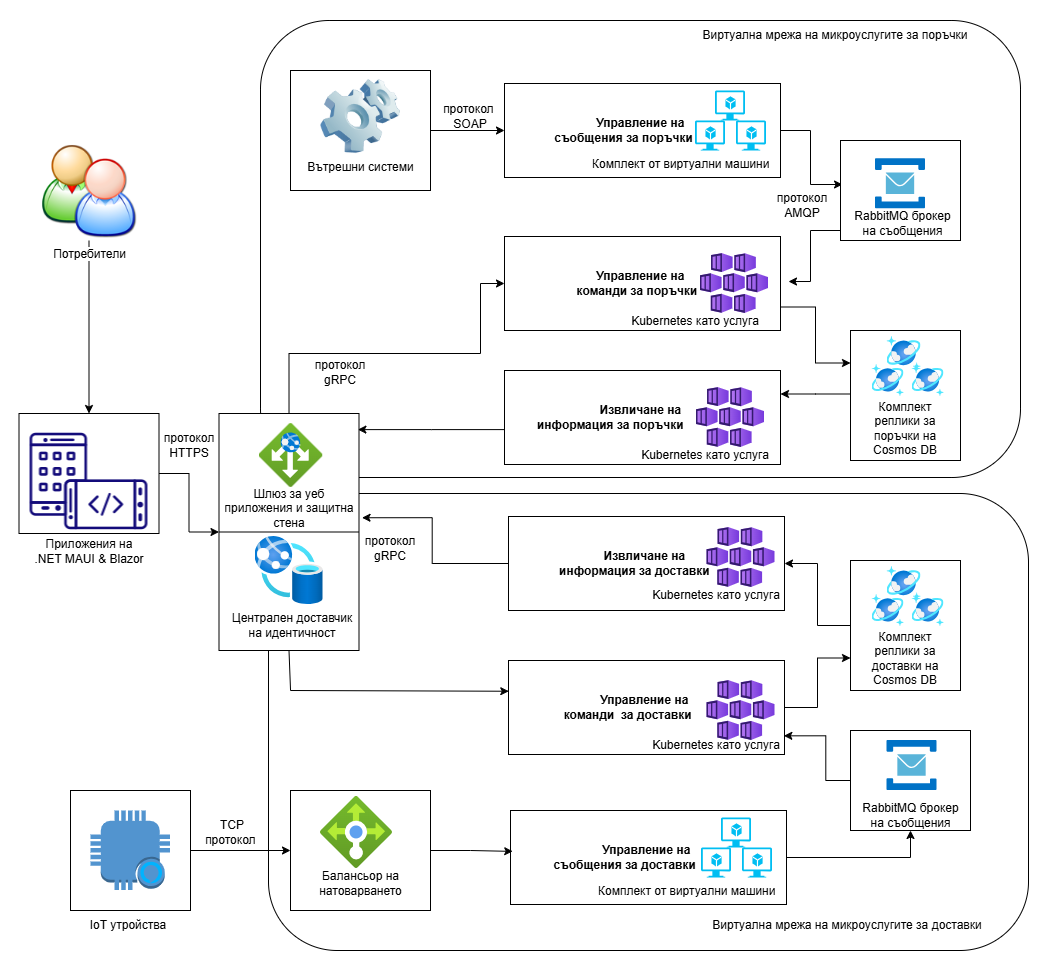 Виртуална мрежа на микроуслугите за поръчки
Вътрешни системи
протокол
SOAP
Управление на
съобщения за поръчки
Комплект от виртуални машини
протокол
AMQP
RabbitMQ брокер
на съобщения
Потребители
Управление на
команди за поръчки
Kubernetes като услуга
протокол
gRPC
Комплект
реплики за
поръчки на
Cosmos DB
Извличане на
информация за поръчки
Kubernetes като услуга
протокол
HTTPS
Приложения на
.NET MAUI & Blazor
Шлюз за уеб
приложения и защитна
стена
Централен доставчик
на идентичност
протокол
gRPC
Извличане на
информация за доставки
Kubernetes като услуга
Комплект
реплики за
доставки на
Cosmos DB
Управление на
команди за доставки
Kubernetes като услуга
RabbitMQ брокер
на съобщения
TCP
протокол
IoT утройства
Балансьор на
натоварването
Управление на
съобщения за доставки
Комплект от виртуални машини
Виртуална мрежа на микроуслугите за доставки